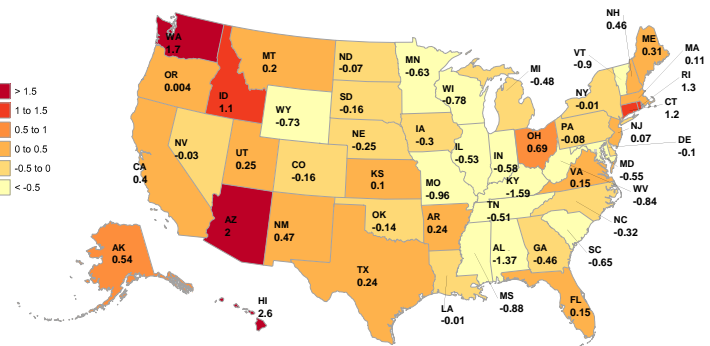 > 1.5
1 to 1.5
0.5 to 1
0 to 0.5
-0.5 to 0
< -0.5
WA
1.7
OR
0.004
CA
0.4
NV
-0.03
ID
1.1
MT
0.2
WY
-0.73
UT
0.25
AZ
2
CO
-0.16
NM
0.47
ND
-0.07
SD
-0.16
NE
-0.25
KS
0.1
OK
-0.14
TX
0.24
MN
-0.63
IA
-0.3
MO
-0.96
AR
0.24
LA
-0.01
WI
-0.78
IL
-0.53
MI
-0.48
IN
-0.58
OH
0.69
KY
-1.59
TN
-0.51
MS
-0.88
AL
-1.37
GA
-0.46
FL
0.15
SC
-0.65
NC
-0.32
VA
0.15
WV
-0.84
MD
-0.55
DE
-0.1
NJ
0.07
PA
-0.08
NY
-0.01
CT
1.2
RI
1.3
MA
0.11
ME
0.31
NH
0.46
VT
-0.9
AK
0.54
HI
2.6